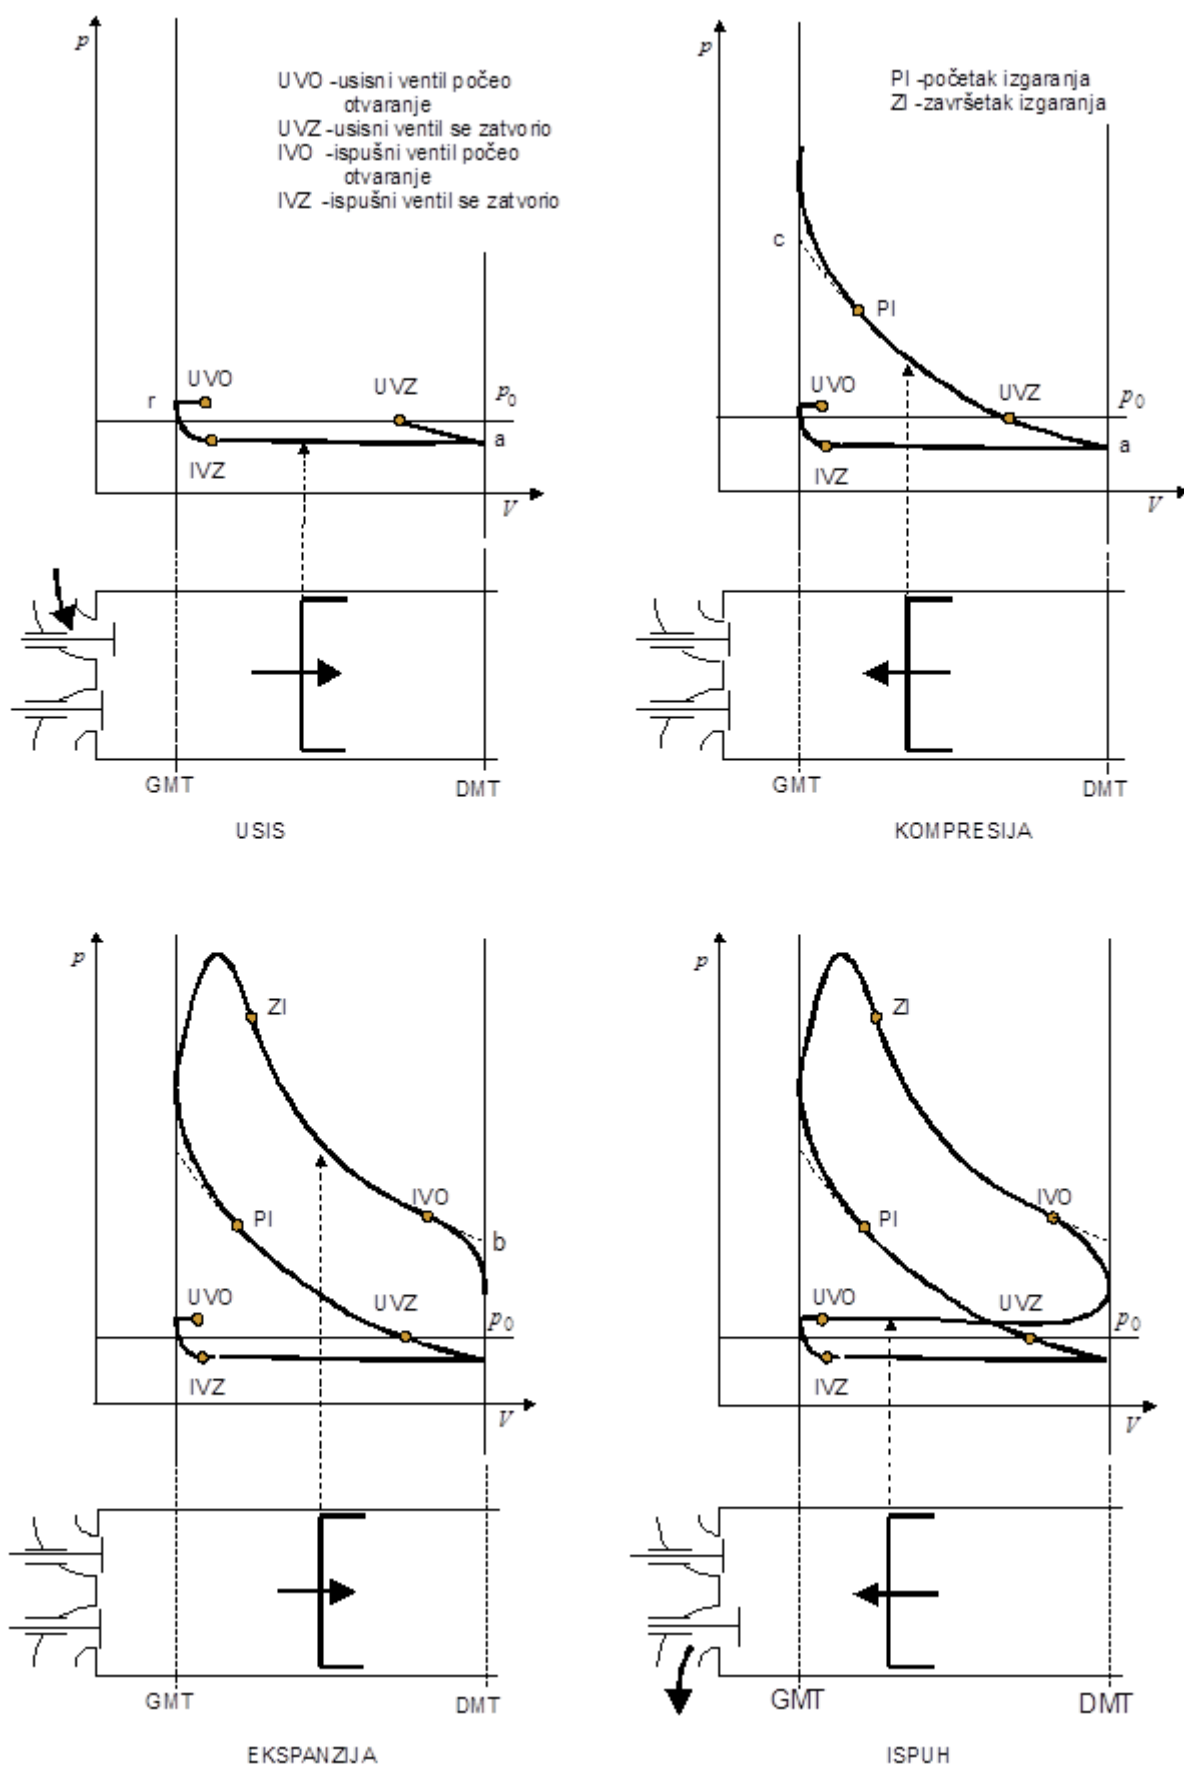 p
UVO -usisni ventil počeo
otvaranje
UVZ -usisni ventil se zatvorio
IVO -ispušni ventil počeo
otvaranje
IVZ -ispušni ventil se zatvorio
r
UVO
UVZ
p0
a
IVZ
V
GMT
DMT
USIS
p
PI -početak izgaranja
ZI -završetak izgaranja
c
PI
UVO
UVZ
p0
a
IVZ
V
GMT
DMT
KOMPRESIJA
p
ZI
IVO
PI
b
UVO
UVZ
p0
IVZ
V
GMT
DMT
EKSPANZIJA
p
ZI
IVO
PI
UVO
UVZ
p0
IVZ
V
GMT
DMT
ISPUH